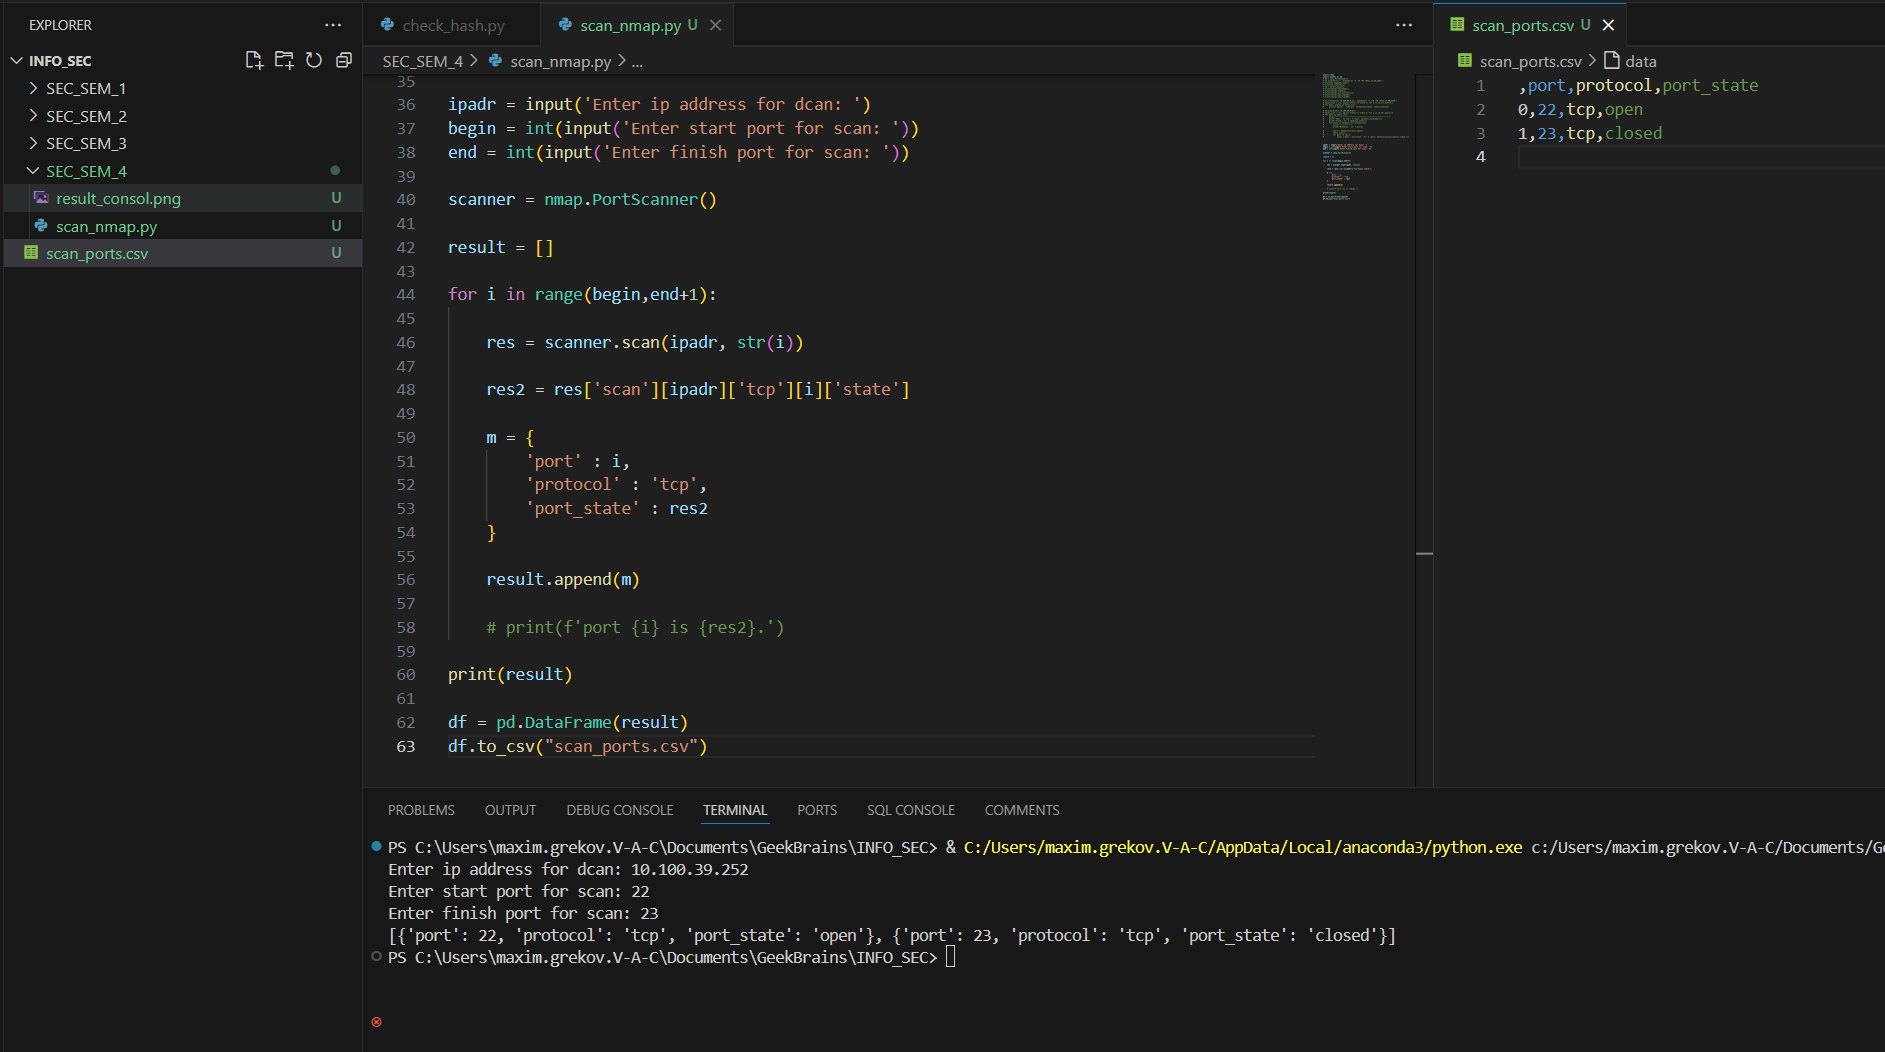 EXPLORER
INFO_SEC
SEC_SEM_1
SEC_SEM_2
SEC_SEM_3
SEC_SEM_4
result_consol.png U
scan_nmap.py U
scan_ports.csv U
check_hash.py
scan_nmap.py U
SEC_SEM_4 > scan_nmap.py > ...
35
36 ipadr = input('Enter ip address for dcan: ')
37 begin = int(input('Enter start port for scan: '))
38 end = int(input('Enter finish port for scan: '))
39
40 scanner = nmap.PortScanner()
41
42 result = []
43
44 for i in range(begin,end+1):
45
46     res = scanner.scan(ipadr, str(i))
47
48     res2 = res['scan'][ipadr]['tcp'][i]['state']
49
50     m = {
51         'port' : i,
52         'protocol' : 'tcp',
53         'port_state' : res2
54     }
55
56     result.append(m)
57
58     # print(f'port {i} is {res2}.')
59
60 print(result)
61
62 df = pd.DataFrame(result)
63 df.to_csv("scan_ports.csv")
scan_ports.csv U
scan_ports.csv > data
1 ,port,protocol,port_state
2 0,22,tcp,open
3 1,23,tcp,closed
4
PROBLEMS OUTPUT DEBUG CONSOLE TERMINAL PORTS SQL CONSOLE COMMENTS
PS C:\Users\maxim.grekov.V-A-C\Documents\GeekBrains\INFO_SEC> & C:/Users/maxim.grekov.V-A-C/AppData/Local/anaconda3/python.exe c:/Users/maxim.grekov.V-A-C/Documents/G
Enter ip address for dcan: 10.100.39.252
Enter start port for scan: 22
Enter finish port for scan: 23
[{'port': 22, 'protocol': 'tcp', 'port_state': 'open'}, {'port': 23, 'protocol': 'tcp', 'port_state': 'closed'}]
PS C:\Users\maxim.grekov.V-A-C\Documents\GeekBrains\INFO_SEC>